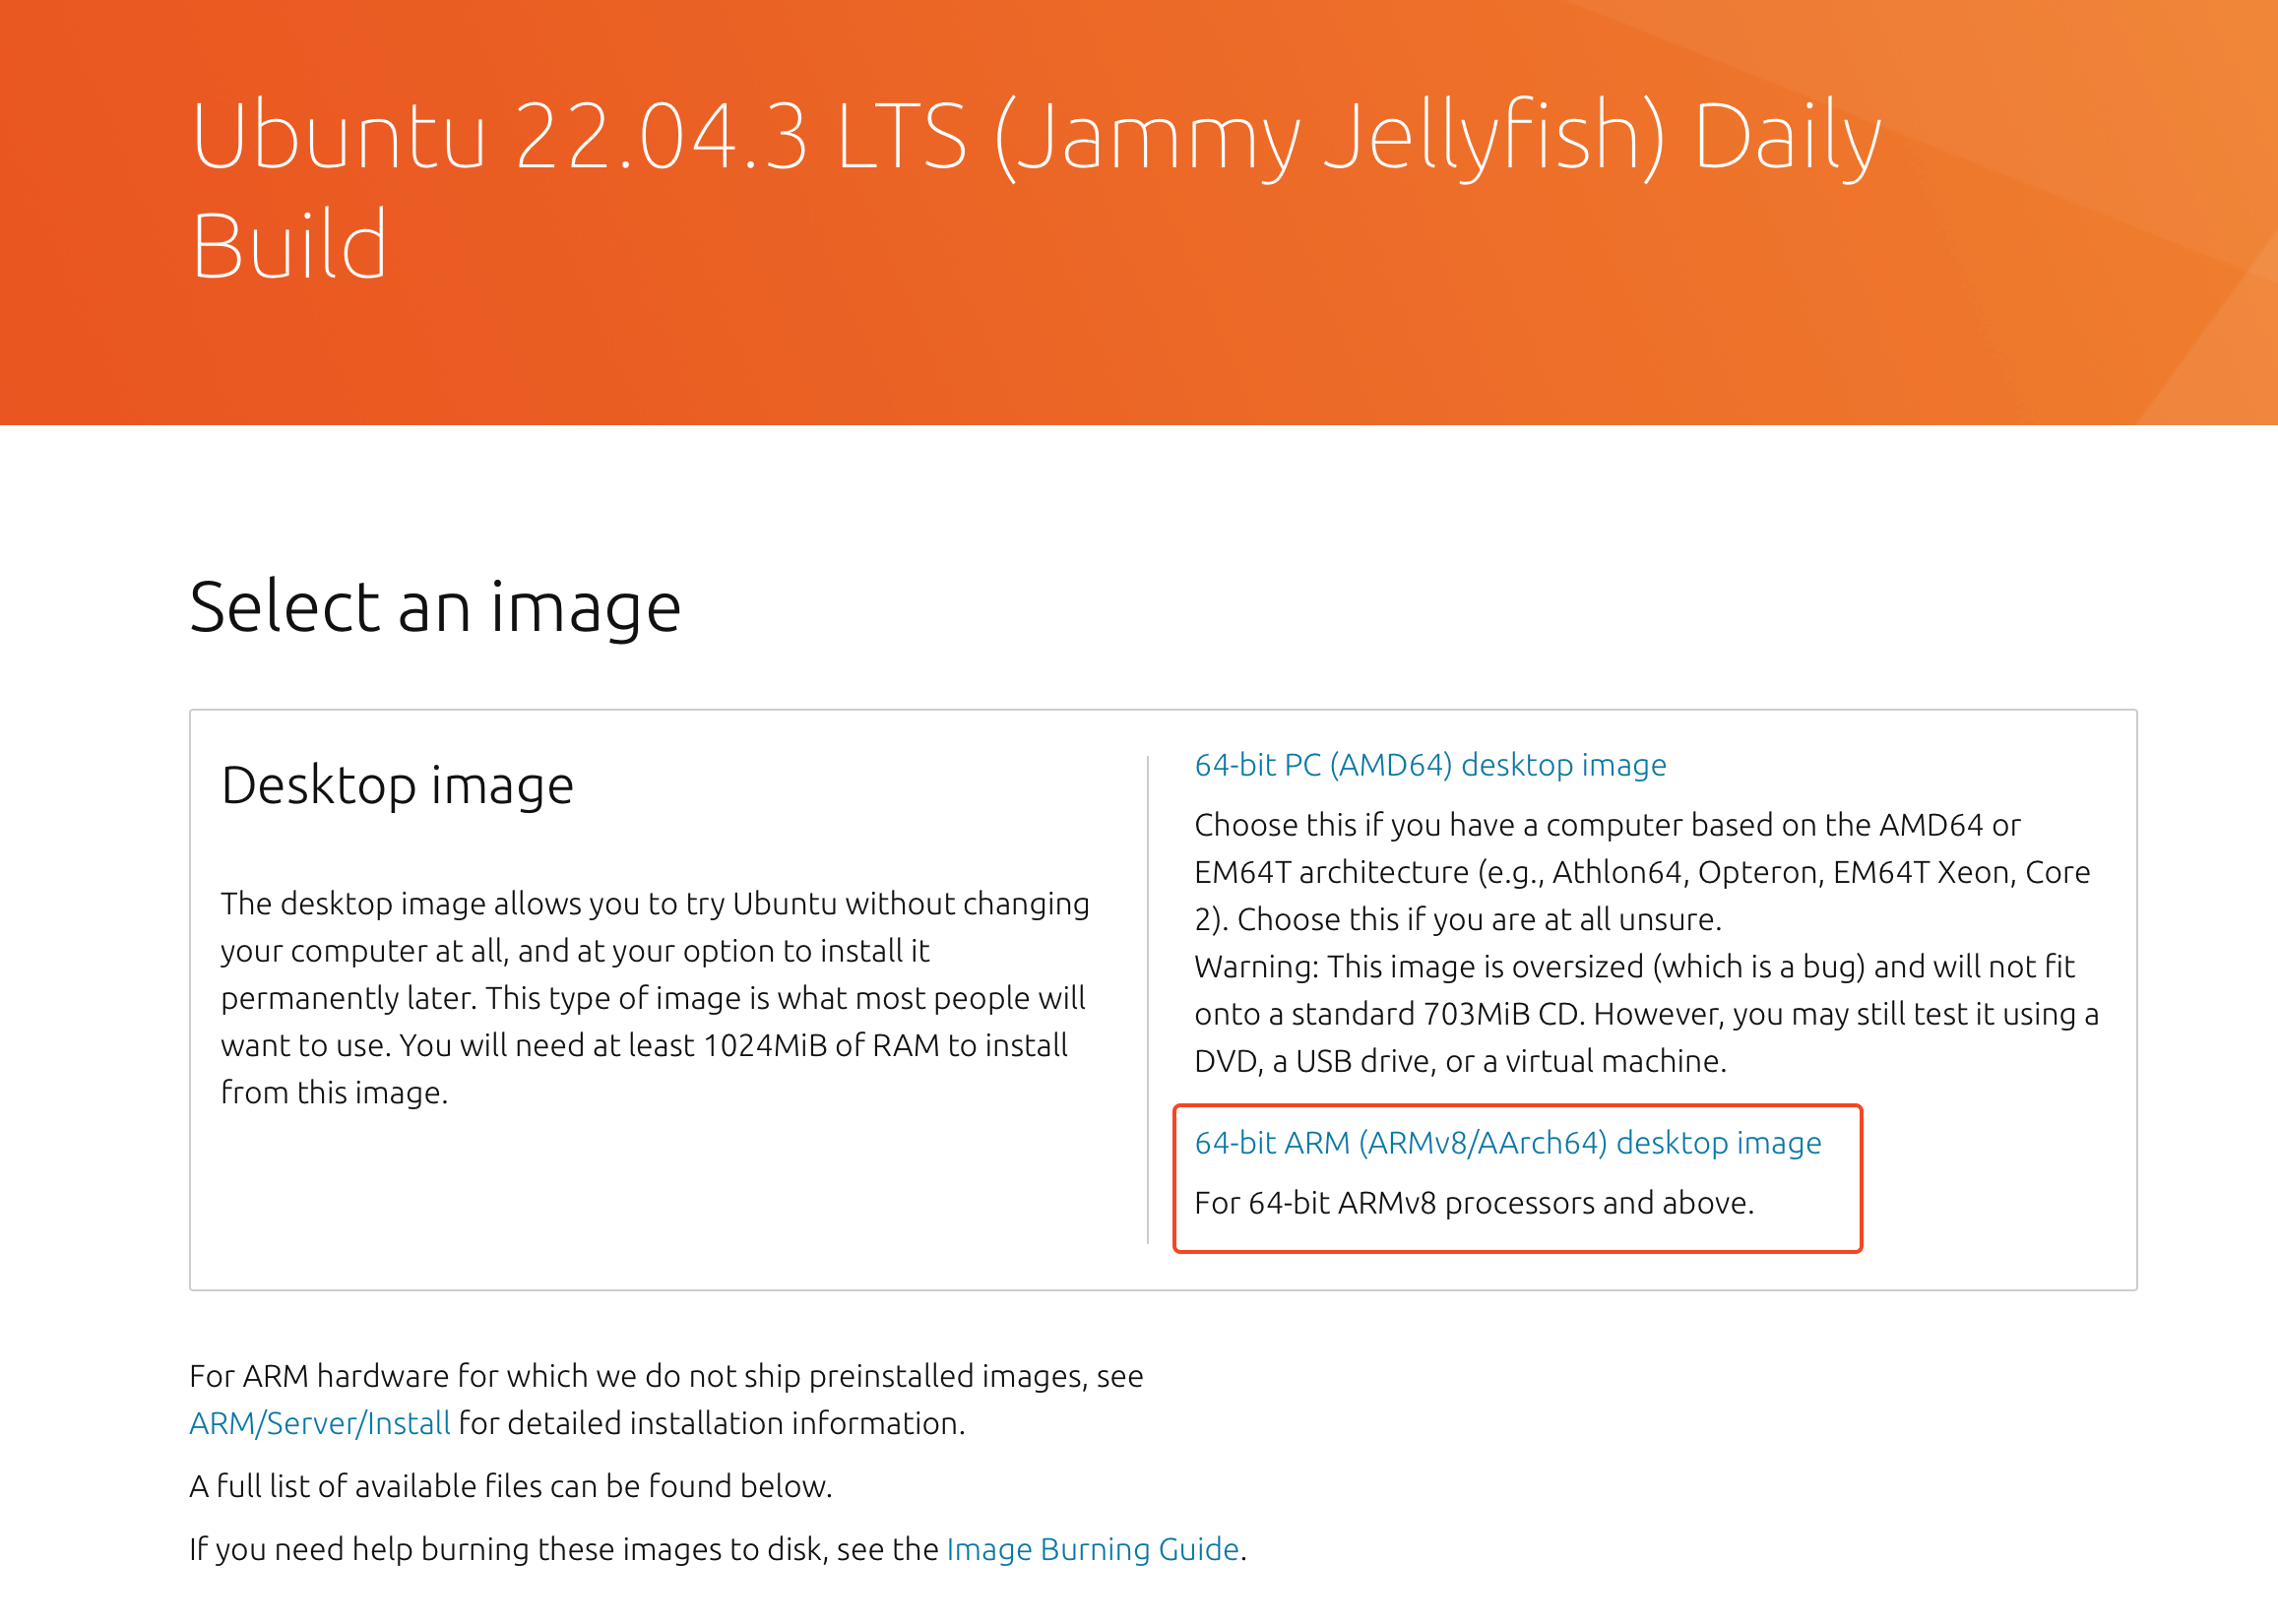 Ubuntu 22.04.3 LTS (Jammy Jellyfish) Daily
Build
Select an image
Desktop image
The desktop image allows you to try Ubuntu without changing
your computer at all, and at your option to install it
permanently later. This type of image is what most people will
want to use. You will need at least 1024MiB of RAM to install
from this image.
64-bit PC (AMD64) desktop image
Choose this if you have a computer based on the AMD64 or
EM64T architecture (e.g., Athlon64, Opteron, EM64T Xeon, Core
2). Choose this if you are at all unsure.
Warning: This image is oversized (which is a bug) and will not fit
onto a standard 703MiB CD. However, you may still test it using a
DVD, a USB drive, or a virtual machine.
64-bit ARM (ARMv8/AArch64) desktop image
For 64-bit ARMv8 processors and above.
For ARM hardware for which we do not ship preinstalled images, see
ARM/Server/Install for detailed installation information.
A full list of available files can be found below.
If you need help burning these images to disk, see the Image Burning Guide.